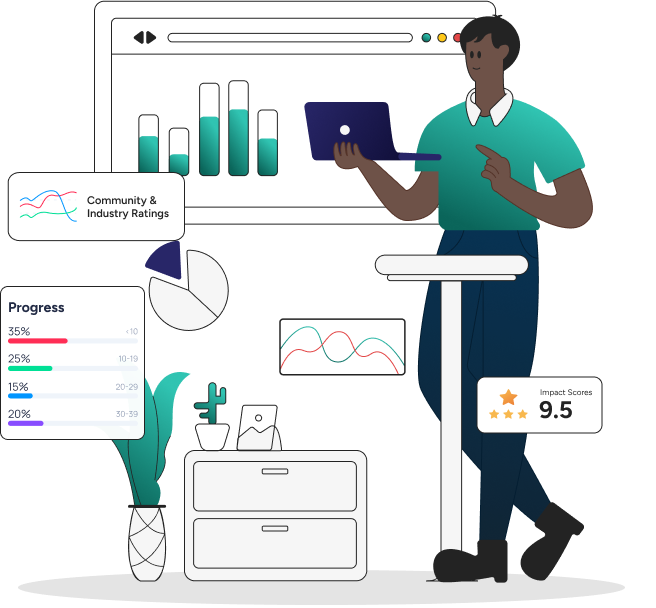 Community &
Industry Ratings
Progress
35% <10
25% 10-19
15% 20-29
20% 30-39
Impact Scores
9.5